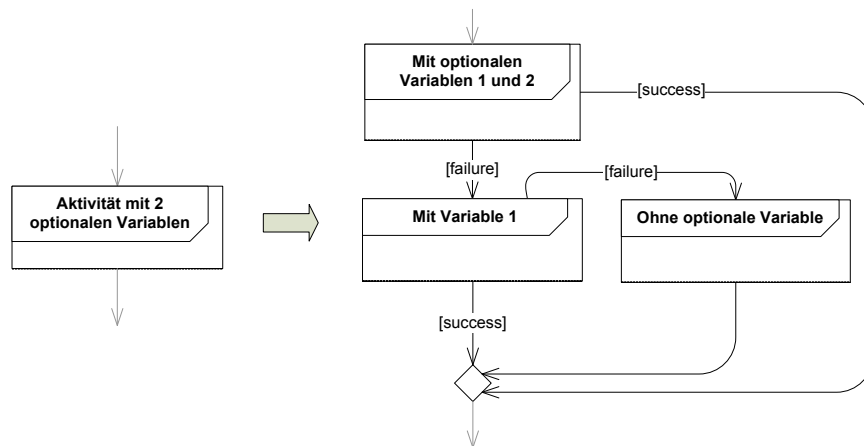 Mit optionalen
Variablen 1 und 2
[success]
[failure]
[failure]
Aktivität mit 2
optionalen Variablen
Mit Variable 1
Ohne optionale Variable
[success]